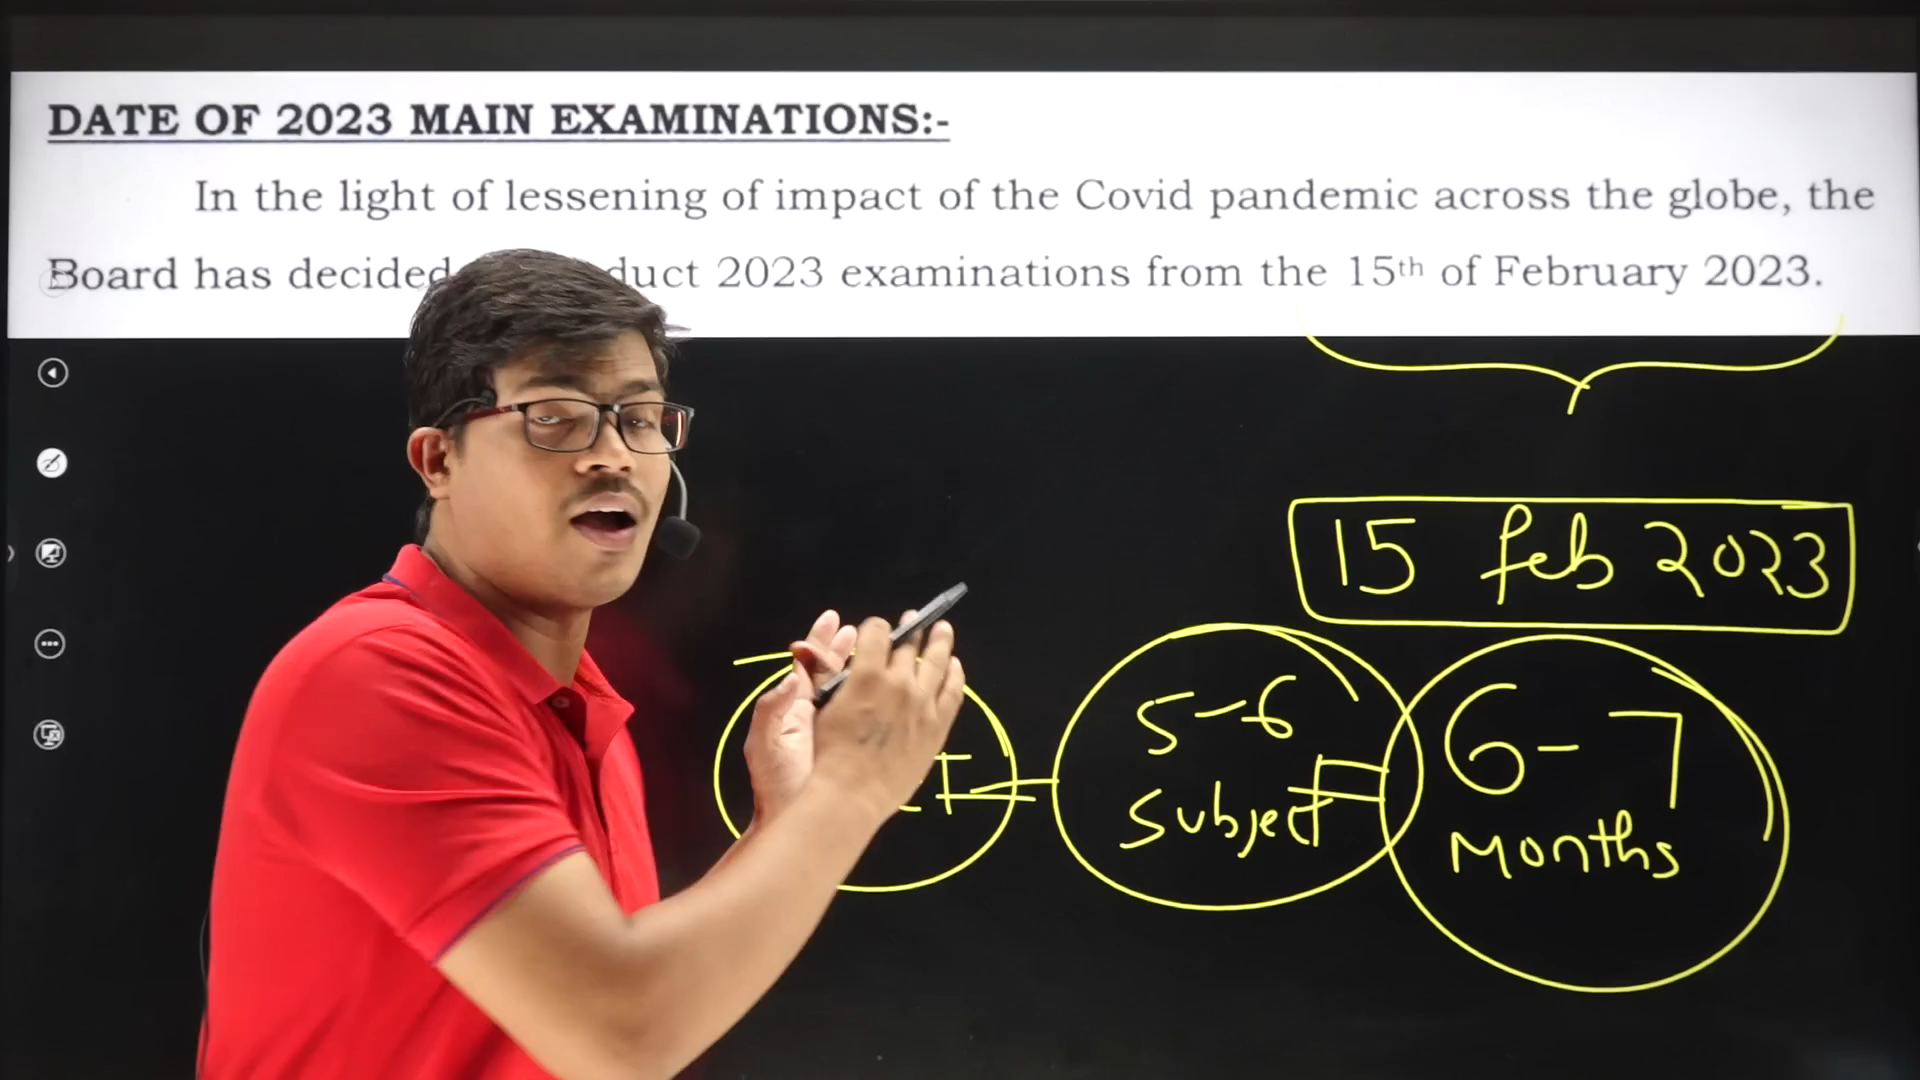 DATE OF 2023 MAIN EXAMINATIONS:-
In the light of lessening of impact of the Covid pandemic across the globe, the
Board has decided duct 2023 examinations from the 15th of February 2023.
15 feb 2023
5-6
Subject
6-7
Months